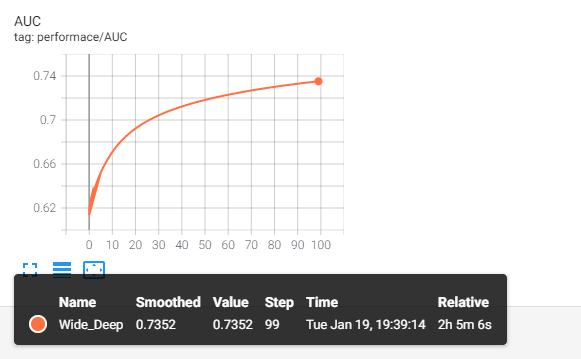 AUC
tag: performace/AUC
0.74
0.7
0.66
0.62
0 10 20 30 40 50 60 70 80 90 100
Name Smoothed Value Step Time Relative
Wide_Deep 0.7352 0.7352 99 Tue Jan 19, 19:39:14 2h 5m 6s